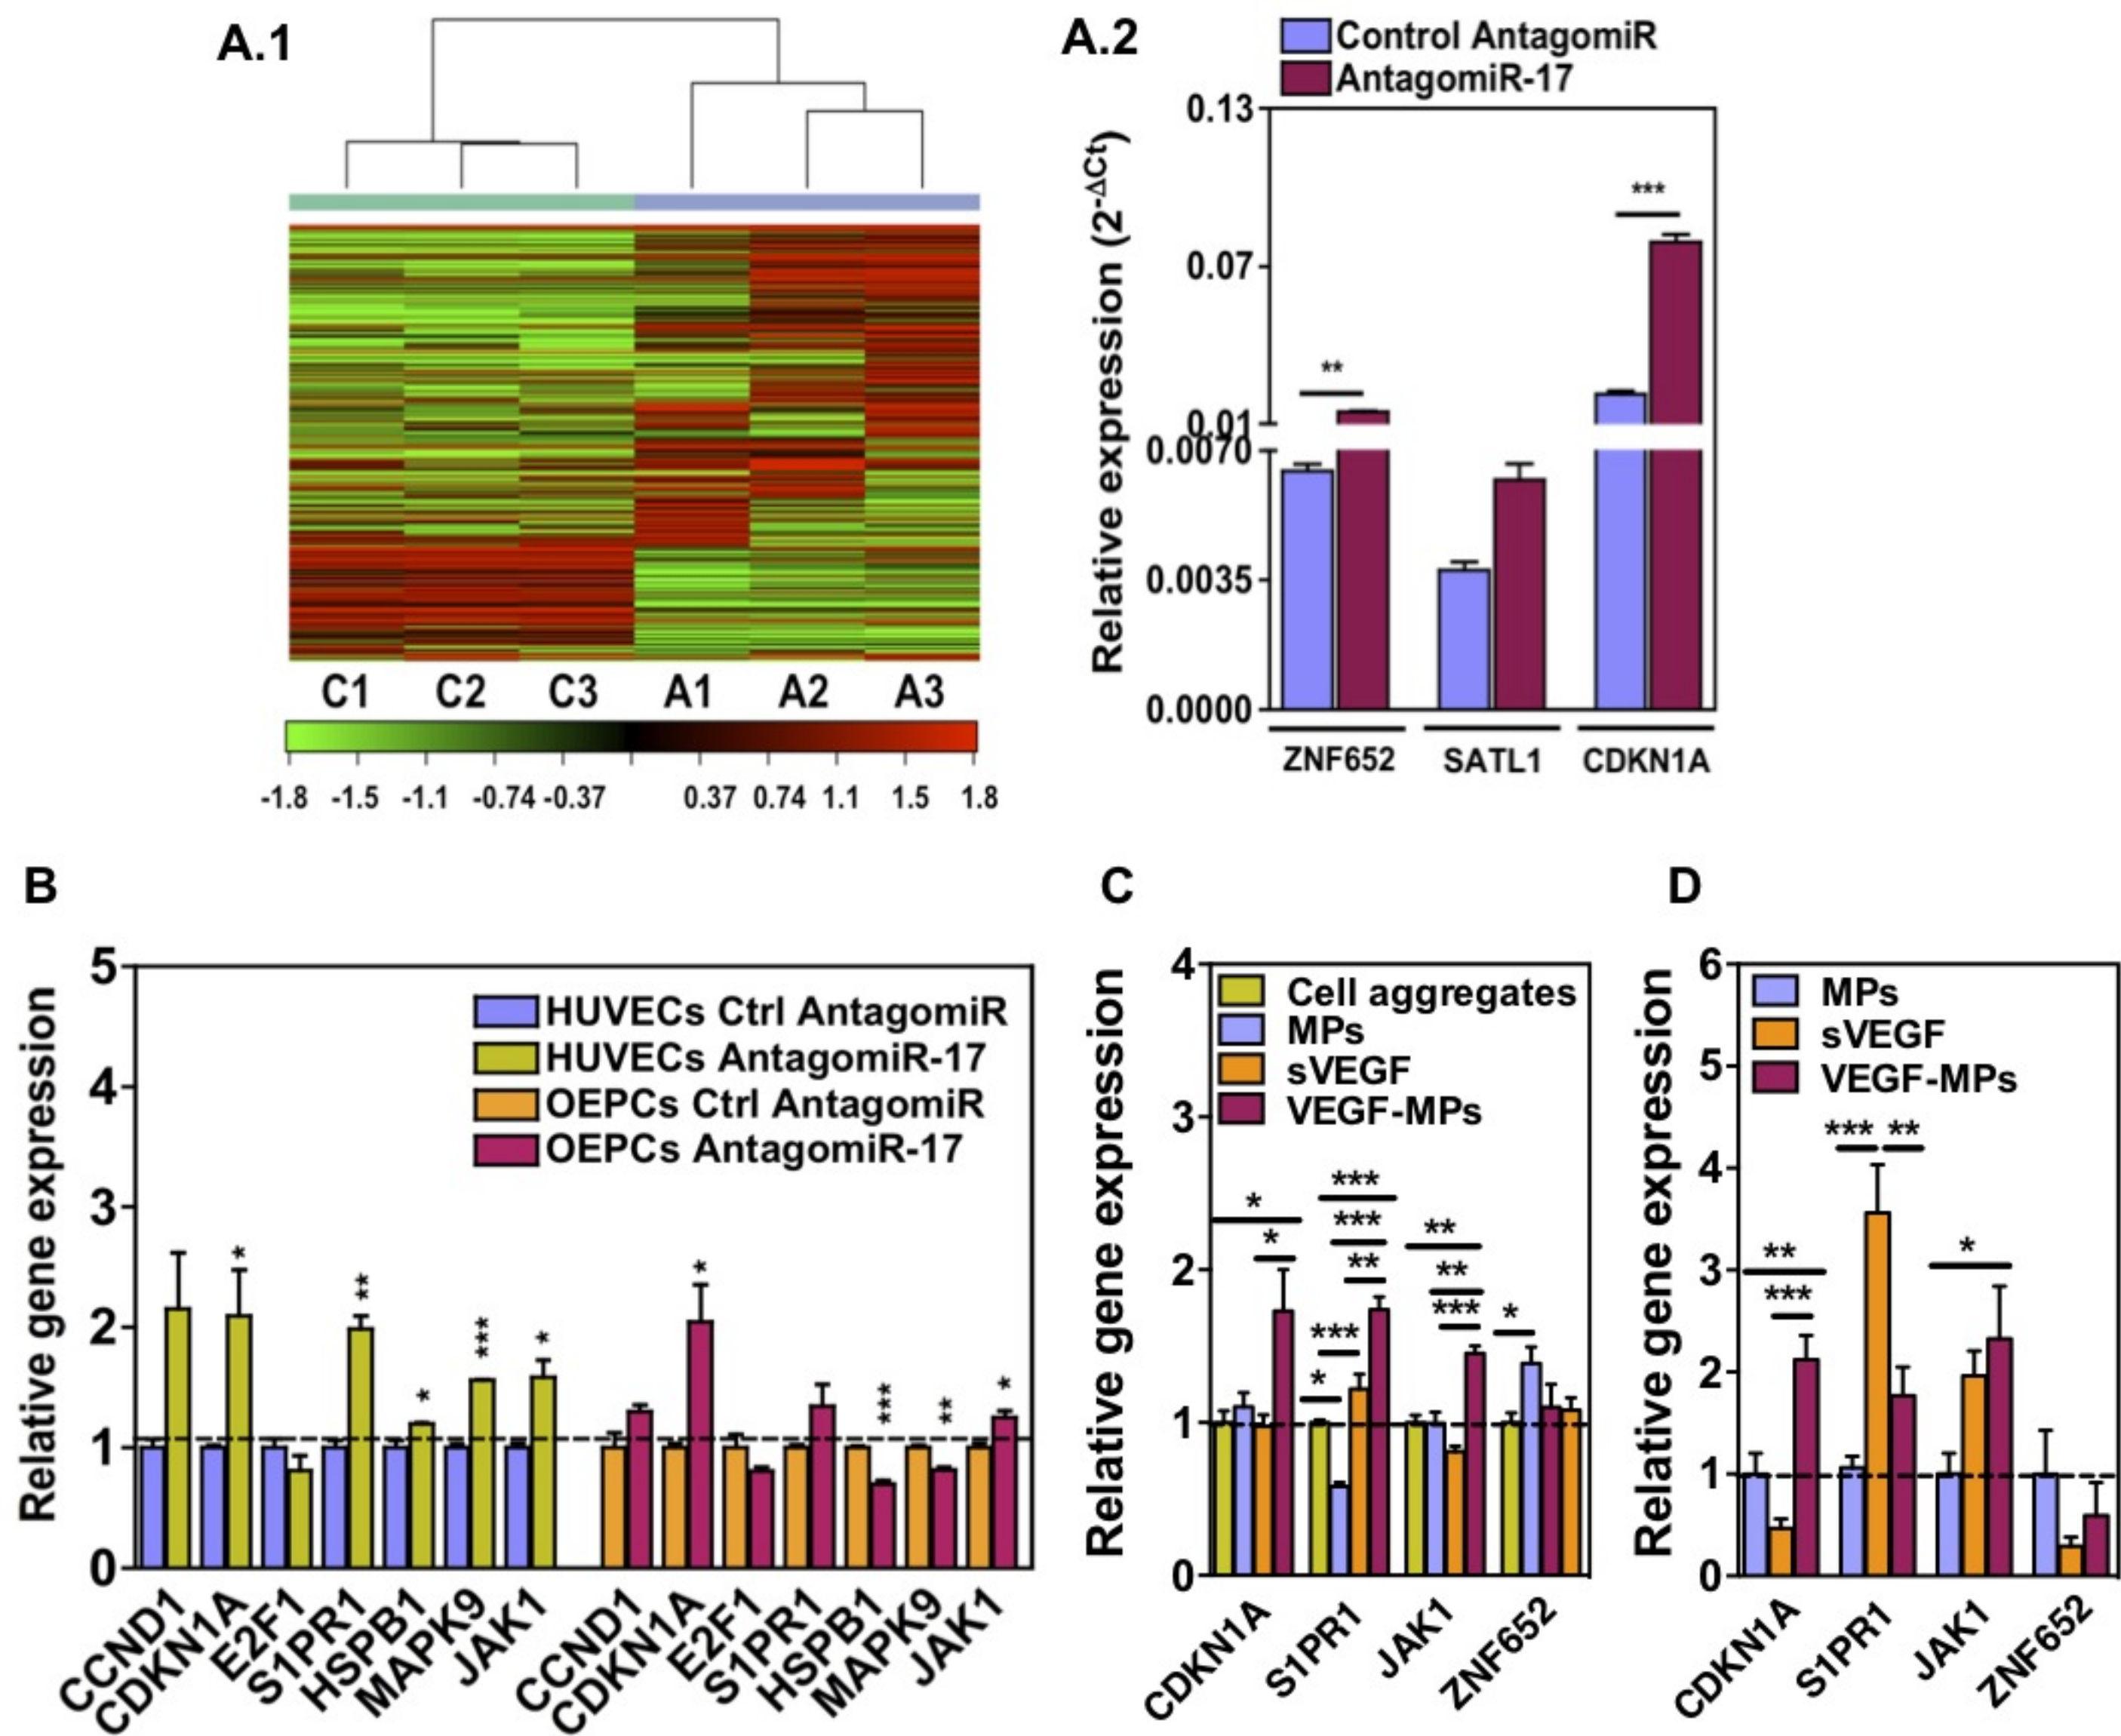 A.1
C1 C2 C3 A1 A2 A3
-1.8 -1.5 -1.1 -0.74 -0.37 0.37 0.74 1.1 1.5 1.8
A.2
Control AntagomiR
AntagomiR-17
Relative expression (2-ΔCt)
0.13
0.07
0.01
0.0070
0.0035
0.0000
**
***
ZNF652 SATL1 CDKN1A
B
Relative gene expression
5
4
3
2
1
0
HUVECs Ctrl AntagomiR
HUVECs AntagomiR-17
OEPCs Ctrl AntagomiR
OEPCs AntagomiR-17
* ** * *** * * *** ** *
CCND1 CDKN1A E2F1 S1PR1 HSPB1 MAPK9 JAK1 CCND1 CDKN1A E2F1 S1PR1 HSPB1 MAPK9 JAK1
C
Relative gene expression
4
3
2
1
0
Cell aggregates
MPs
sVEGF
VEGF-MPs
*
*
***
***
**
***
*
**
**
***
*
CDKN1A S1PR1 JAK1 ZNF652
D
Relative gene expression
6
5
4
3
2
1
0
MPs
sVEGF
VEGF-MPs
*** **
**
***
*
CDKN1A S1PR1 JAK1 ZNF652